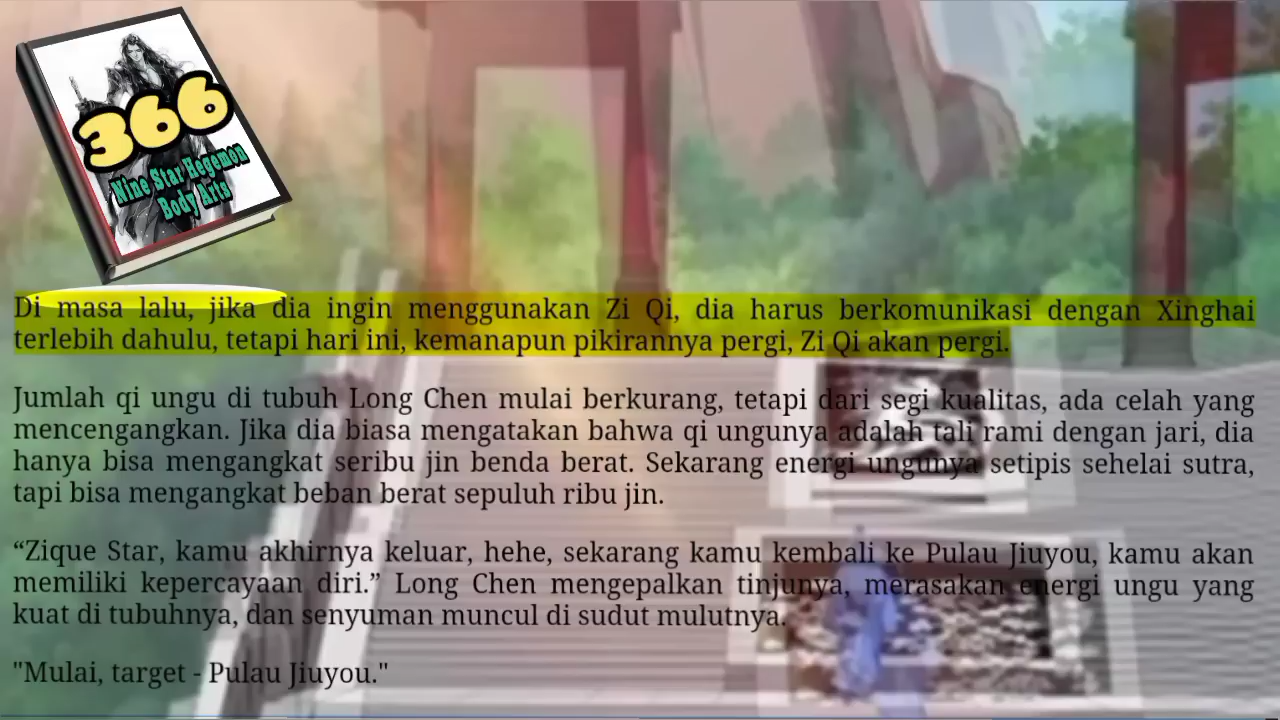 366
Nine Star Hegemon
Body Arts
Di masa lalu, jika dia ingin menggunakan Zi Qi, dia harus berkomunikasi dengan Xinghai
terlebih dahulu, tetapi hari ini, kemanapun pikirannya pergi, Zi Qi akan pergi.
Jumlah qi ungu di tubuh Long Chen mulai berkurang, tetapi dari segi kualitas, ada celah yang
mencengangkan. Jika dia biasa mengatakan bahwa qi ungunya adalah tali rami dengan jari, dia
hanya bisa mengangkat seribu jin benda berat. Sekarang energi ungunya setipis sehelai sutra,
tapi bisa mengangkat beban berat sepuluh ribu jin.
“Zique Star, kamu akhirnya keluar, hehe, sekarang kamu kembali ke Pulau Jiuyou, kamu akan
memiliki kepercayaan diri.” Long Chen mengepalkan tinjunya, merasakan energi ungu yang
kuat di tubuhnya, dan senyuman muncul di sudut mulutnya.
"Mulai, target - Pulau Jiuyou."